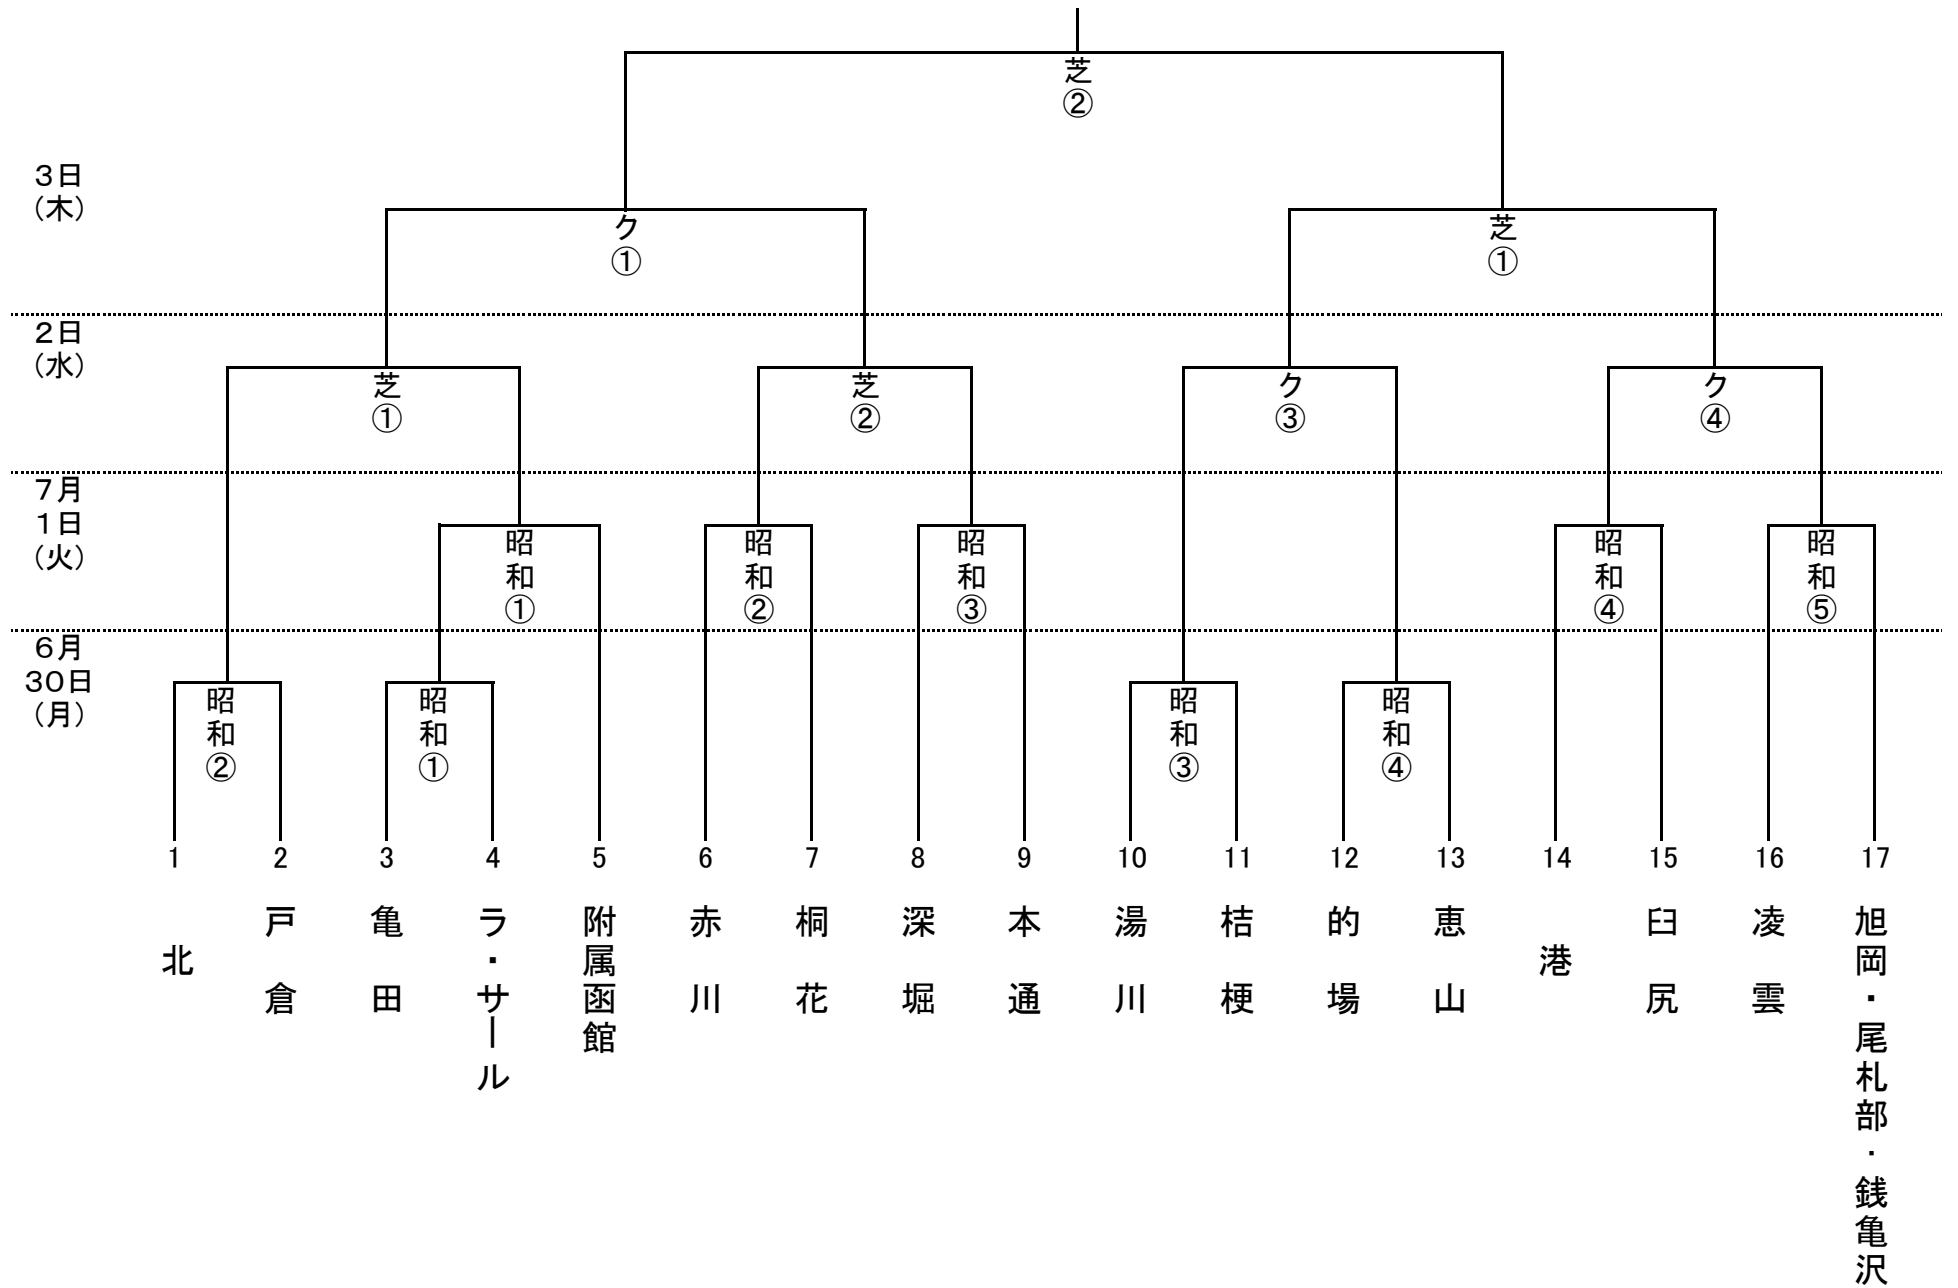 芝②
3日
(木)
ク①
芝①
2日
(水)
芝①
芝②
ク③
ク④
7月
1日
(火)
昭和①
昭和②
昭和③
昭和④
昭和⑤
6月
30日
(月)
昭和②
昭和①
昭和③
昭和④
1
2
3
4
5
6
7
8
9
10
11
12
13
14
15
16
17
北
戸倉
亀田
ラ・サール
附属函館
赤川
桐花
深堀
本通
湯川
桔梗
的場
恵山
港
臼尻
凌雲
旭岡・尾札部・銭亀沢